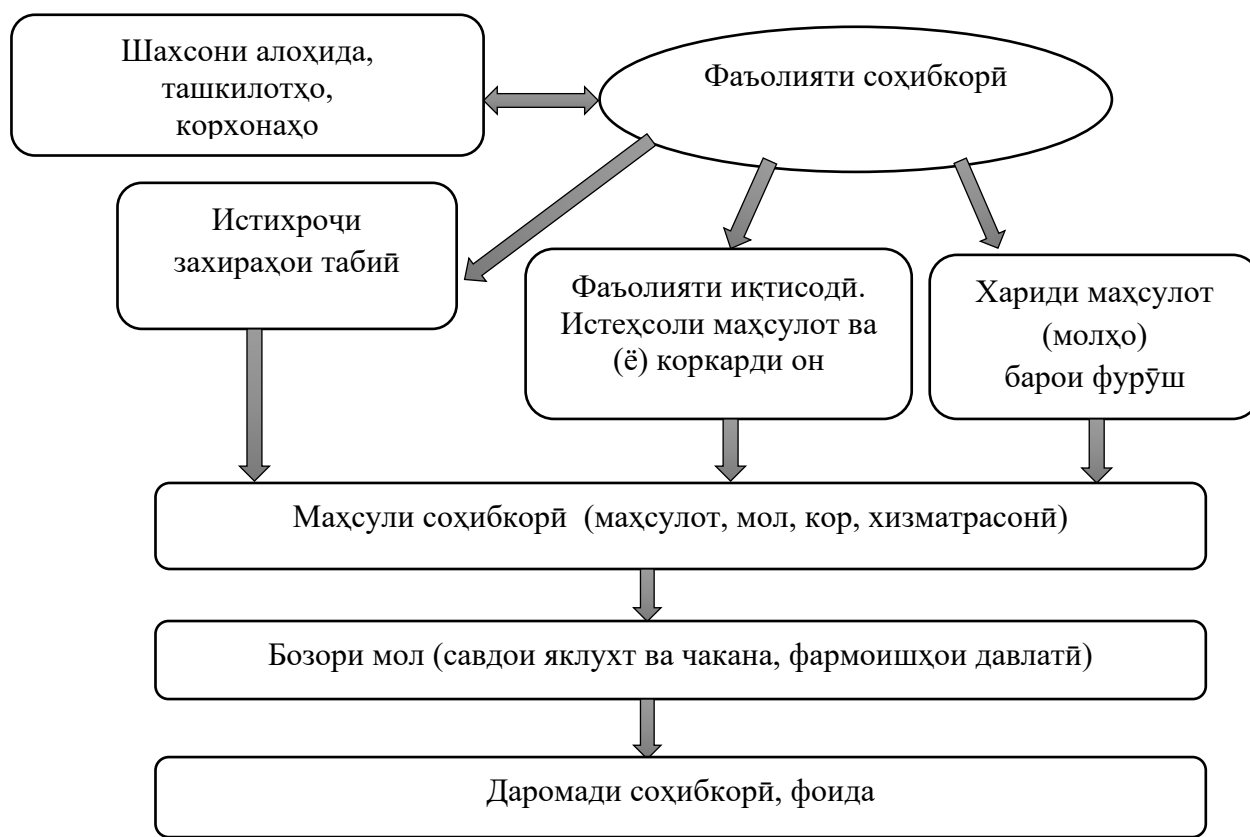 Шахсони алоҳида,
ташкилотҳо,
корхонаҳо
Фаъолияти соҳибкорӣ
Истихроҷи
захираҳои табиӣ
Фаъолияти иқтисодӣ.
Истеҳсоли маҳсулот ва
(ё) коркарди он
Хариди маҳсулот
(молҳо)
барои фурӯш
Маҳсули соҳибкорӣ (маҳсулот, мол, кор, хизматрасонӣ)
Бозори мол (савдои яклухт ва чакана, фармоишҳои давлатӣ)
Даромади соҳибкорӣ, фоида